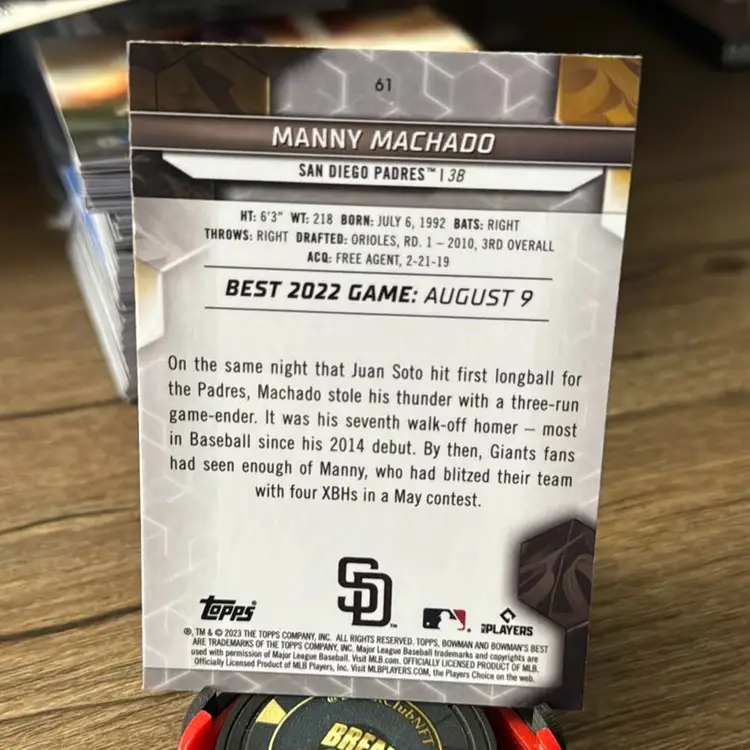 61
MANNY MACHADO
SAN DIEGO PADRES™ | 3B
HT: 6'3" WT: 218 BORN: JULY 6, 1992 BATS: RIGHT
THROWS: RIGHT DRAFTED: ORIOLES, RD. 1 – 2010, 3RD OVERALL
ACQ: FREE AGENT, 2-21-19
BEST 2022 GAME: AUGUST 9
On the same night that Juan Soto hit first longball for
the Padres, Machado stole his thunder with a three-run
game-ender. It was his seventh walk-off homer – most
in Baseball since his 2014 debut. By then, Giants fans
had seen enough of Manny, who had blitzed their team
with four XBHs in a May contest.
SD™
topps®
MLB PLAYERS
®, TM & © 2023 THE TOPPS COMPANY, INC. ALL RIGHTS RESERVED. TOPPS, BOWMAN AND BOWMAN'S BEST
ARE TRADEMARKS OF THE TOPPS COMPANY, INC. Major League Baseball trademarks and copyrights are
used with permission of Major League Baseball. Visit MLB.com. OFFICIALLY LICENSED PRODUCT OF MLB.
Officially Licensed Product of MLB Players, Inc. Visit MLBPLAYERS.COM, the Players Choice on the web.